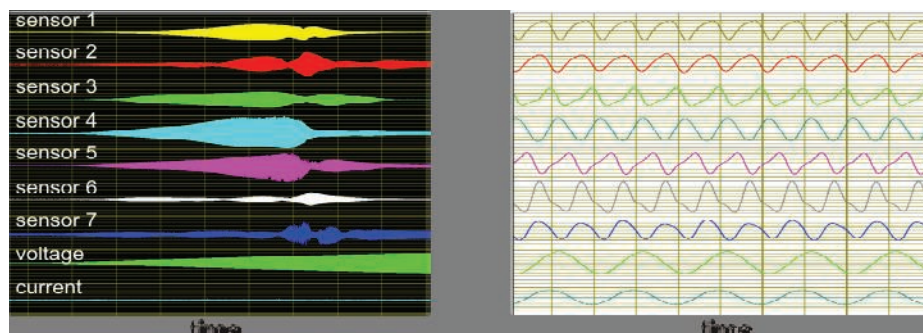 sensor 1
sensor 2
sensor 3
sensor 4
sensor 5
sensor 6
sensor 7
voltage
current
time
time